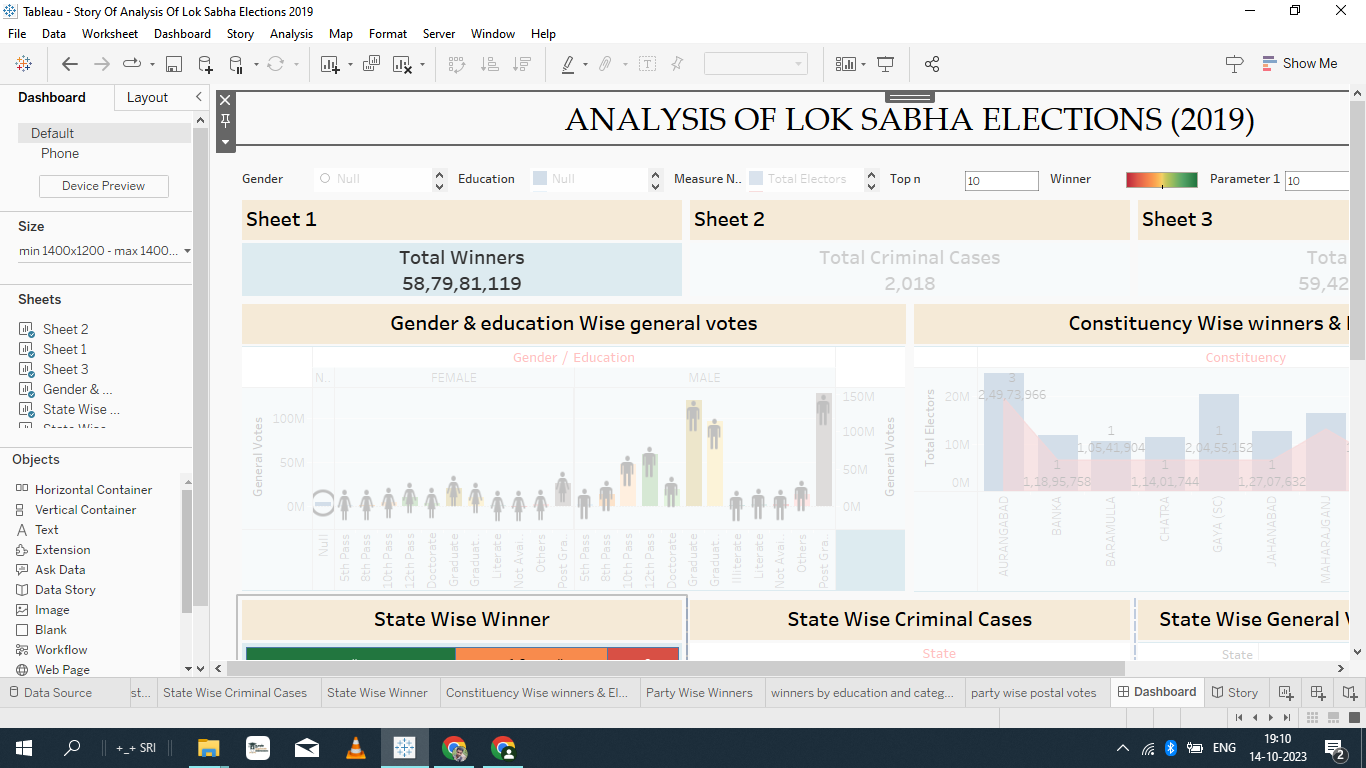 Tableau - Story Of Analysis Of Lok Sabha Elections 2019
File Data Worksheet Dashboard Story Analysis Map Format Server Window Help
Show Me
Dashboard Layout
Default
Phone
Device Preview
Size
min 1400x1200 - max 1400...
Sheets
Sheet 2
Sheet 1
Sheet 3
Gender & ...
State Wise ...
Objects
Horizontal Container
Vertical Container
Text
Extension
Ask Data
Data Story
Image
Blank
Workflow
Web Page
ANALYSIS OF LOK SABHA ELECTIONS (2019)
Gender Null Education Null Measure N.. Total Electors Top n 10 Winner Parameter 1 10
Sheet 1 Sheet 2 Sheet 3
Total Winners Total Criminal Cases Tota
58,79,81,119 2,018 59,42
Gender & education Wise general votes
Gender / Education
N.. FEMALE MALE
General Votes
100M
50M
0M
150M
100M
50M
0M
General Votes
Null
5th Pass
8th Pass
10th Pass
12th Pass
Doctorate
Graduate
Graduat..
Literate
Not Avai..
Others
Post Gra..
5th Pass
8th Pass
10th Pass
12th Pass
Doctorate
Graduate
Graduat..
Illiterate
Literate
Not Avai..
Others
Post Gra..
Constituency Wise winners &
Constituency
Total Electors
20M
10M
0M
3
2,49,73,966
1
1,18,95,758
1
1,05,41,904
1
1,14,01,744
1
2,04,55,152
1
1,27,07,632
AURANGABAD
BANKA
BARAMULLA
CHATRA
GAYA (SC)
JAHANABAD
MAHARAJGANJ
State Wise Winner State Wise Criminal Cases State Wise General
State State
Data Source st... State Wise Criminal Cases State Wise Winner Constituency Wise winners & El... Party Wise Winners winners by education and categ... party wise postal votes Dashboard Story
+_+ SRI
ENG
19:10
14-10-2023
2